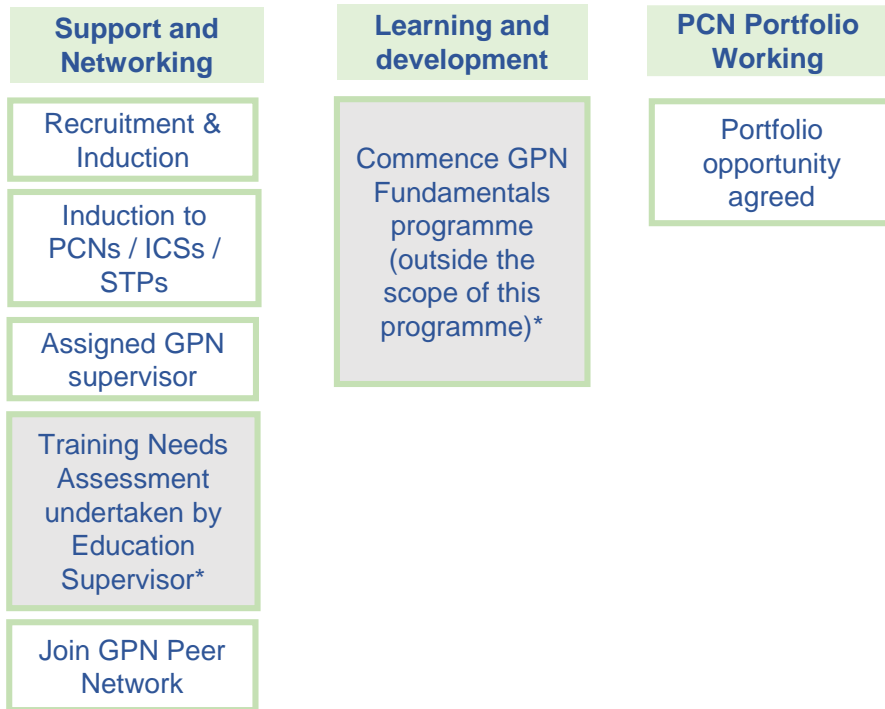 Support and
Networking
Recruitment &
Induction
Induction to
PCNs / ICSs /
STPs
Assigned GPN
supervisor
Training Needs
Assessment
undertaken by
Education
Supervisor*
Join GPN Peer
Network
Learning and
development
Commence GPN
Fundamentals
programme
(outside the
scope of this
programme)*
PCN Portfolio
Working
Portfolio
opportunity
agreed